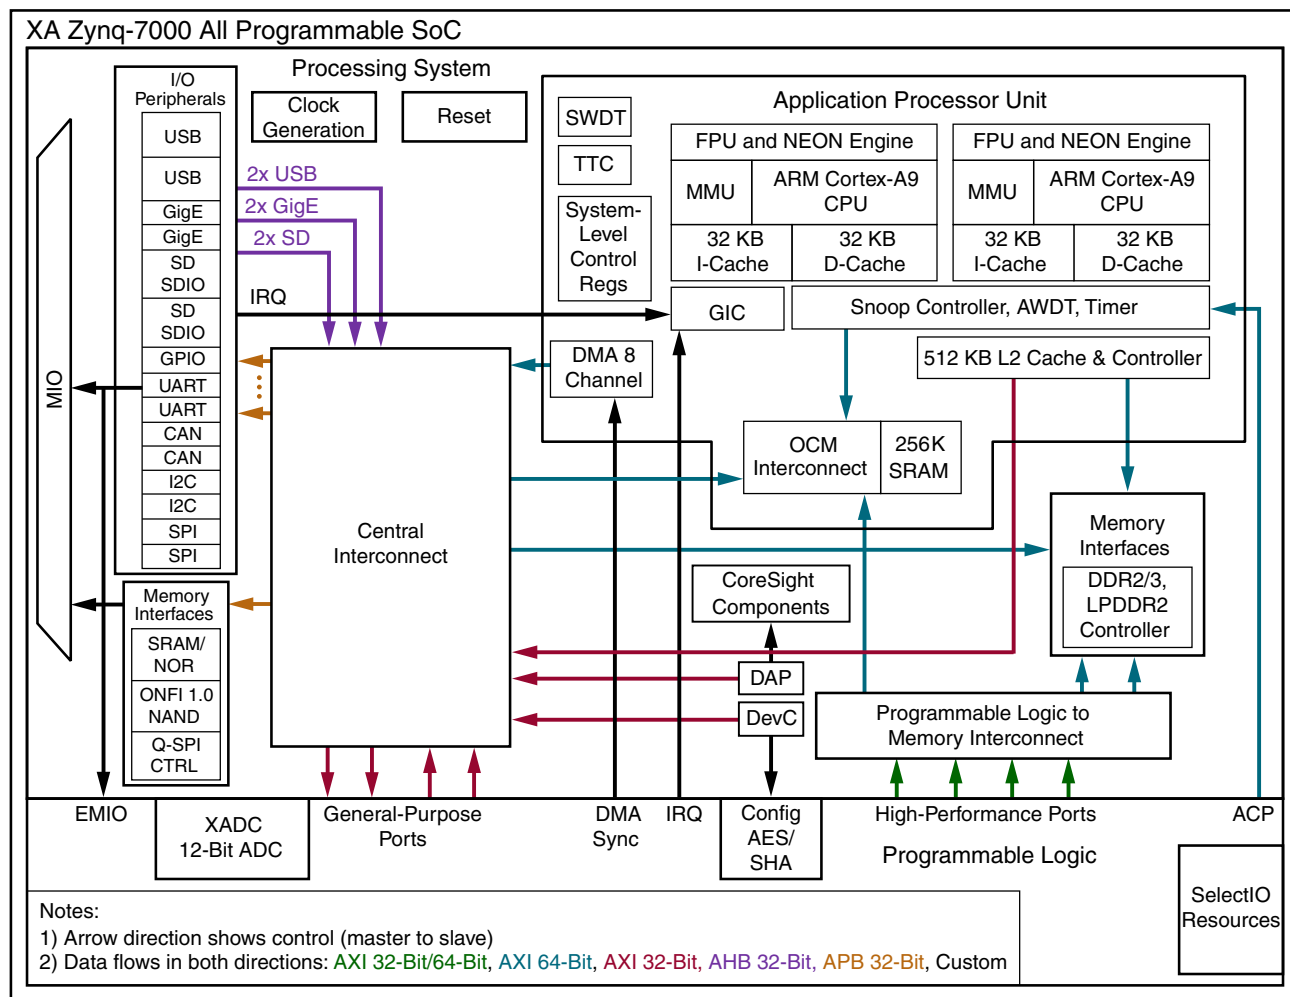 XA Zynq-7000 All Programmable SoC
Processing System
I/O
Peripherals
USB
USB
GigE
GigE
SD
SDIO
SD
SDIO
GPIO
UART
UART
CAN
CAN
I2C
I2C
SPI
SPI
MIO
Clock
Generation
Reset
2x USB
2x GigE
2x SD
IRQ
Application Processor Unit
SWDT
TTC
System-
Level
Control
Regs
FPU and NEON Engine
MMU
ARM Cortex-A9
CPU
32 KB
I-Cache
32 KB
D-Cache
FPU and NEON Engine
MMU
ARM Cortex-A9
CPU
32 KB
I-Cache
32 KB
D-Cache
GIC
Snoop Controller, AWDT, Timer
DMA 8
Channel
512 KB L2 Cache & Controller
OCM
Interconnect
256K
SRAM
Central
Interconnect
Memory
Interfaces
DDR2/3,
LPDDR2
Controller
CoreSight
Components
DAP
DevC
Programmable Logic to
Memory Interconnect
Memory
Interfaces
SRAM/
NOR
ONFI 1.0
NAND
Q-SPI
CTRL
EMIO
XADC
12-Bit ADC
General-Purpose
Ports
DMA
Sync
IRQ
Config
AES/
SHA
High-Performance Ports
ACP
Programmable Logic
SelectIO
Resources
Notes:
1) Arrow direction shows control (master to slave)
2) Data flows in both directions: AXI 32-Bit/64-Bit, AXI 64-Bit, AXI 32-Bit, AHB 32-Bit, APB 32-Bit, Custom